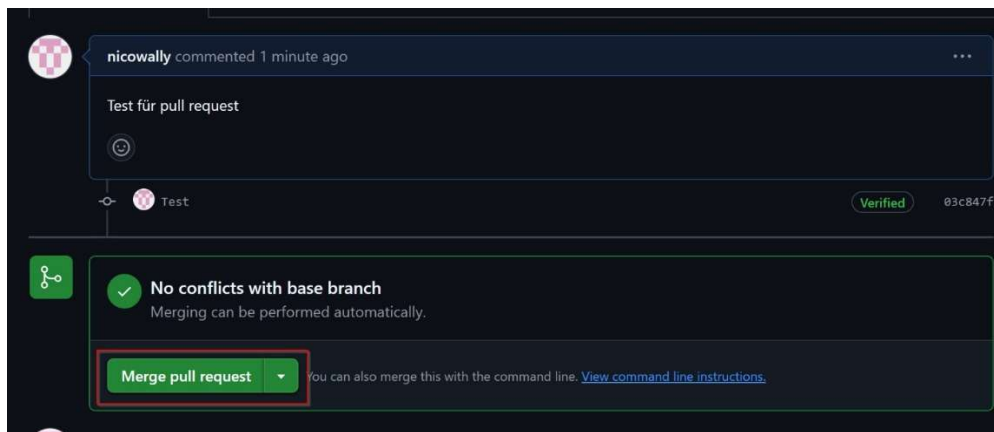 nicowally commented 1 minute ago
Test für pull request
Test Verified 03c847f
No conflicts with base branch
Merging can be performed automatically.
Merge pull request You can also merge this with the command line. View command line instructions.